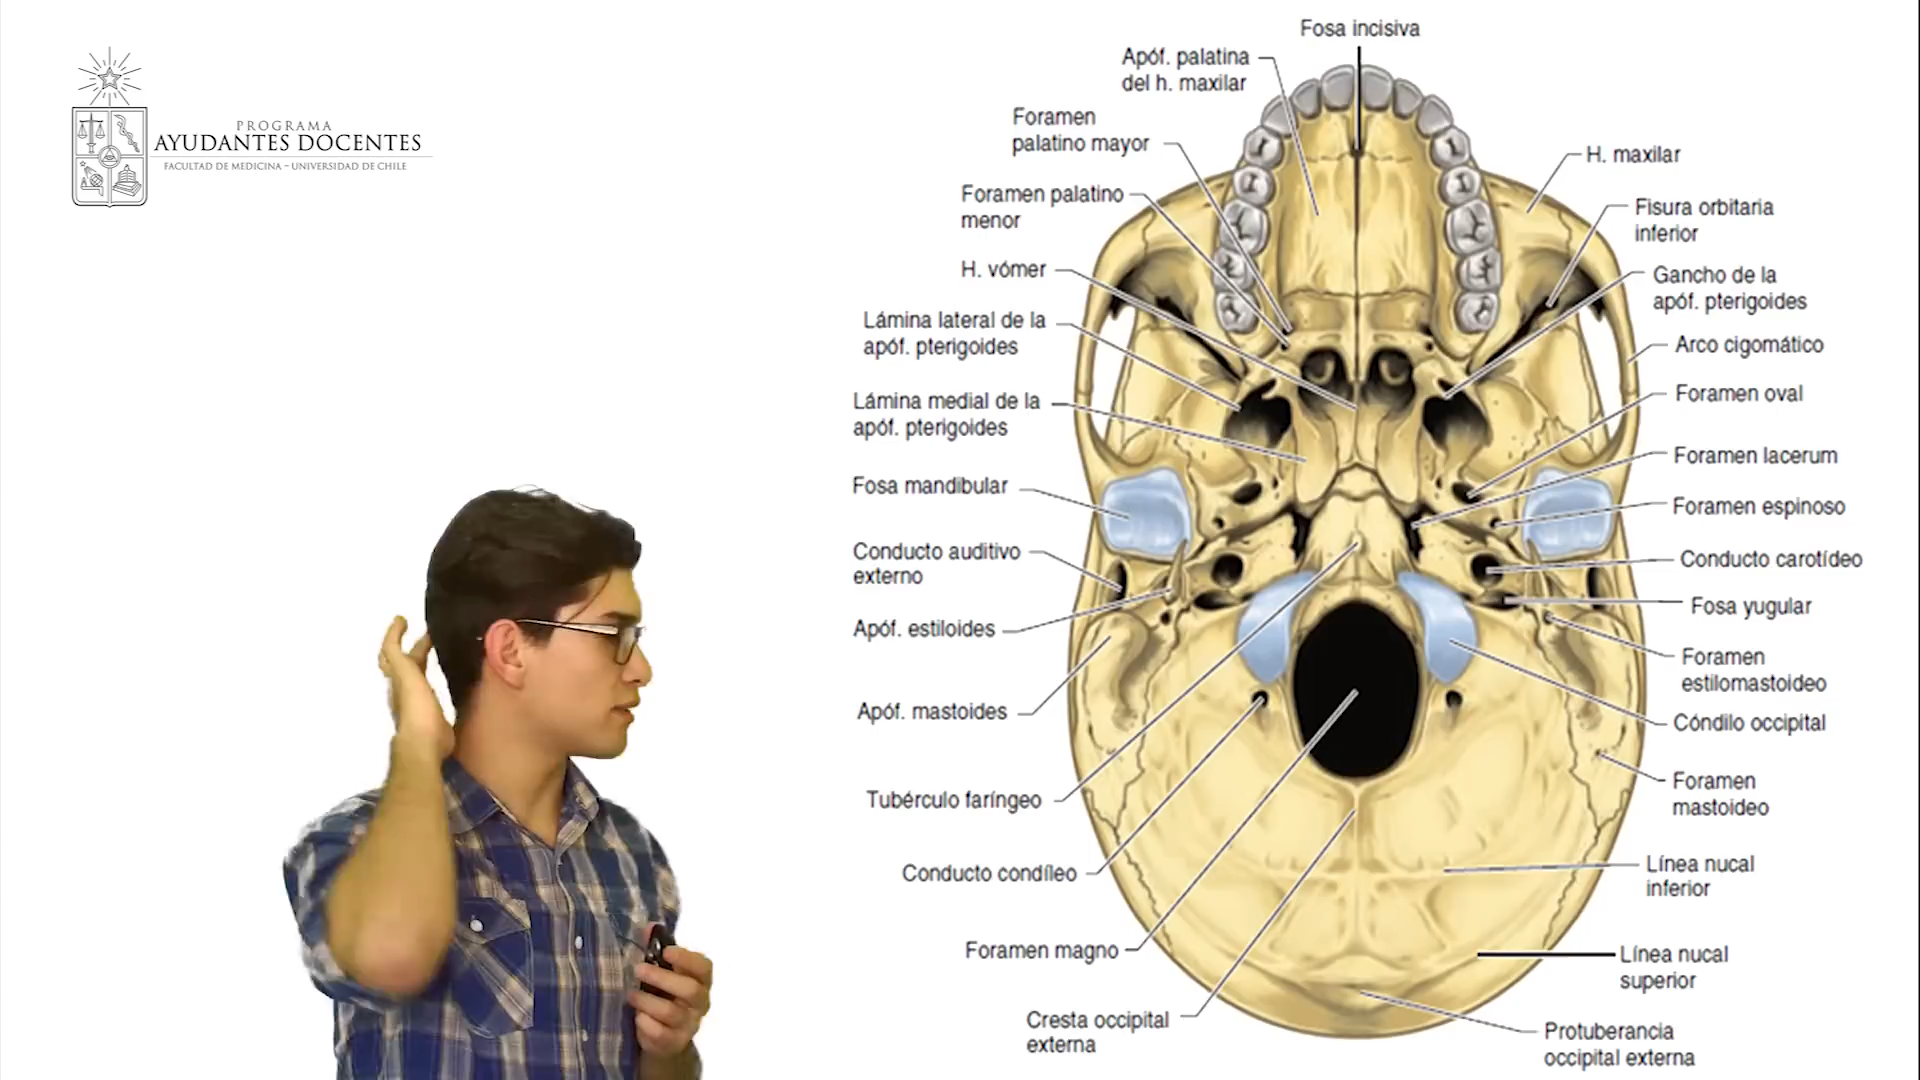 PROGRAMA
AYUDANTES DOCENTES
FACULTAD DE MEDICINA – UNIVERSIDAD DE CHILE
Fosa incisiva
Apóf. palatina
del h. maxilar
Foramen
palatino mayor
Foramen palatino
menor
H. vómer
Lámina lateral de la
apóf. pterigoides
Lámina medial de la
apóf. pterigoides
Fosa mandibular
Conducto auditivo
externo
Apóf. estiloides
Apóf. mastoides
Tubérculo faríngeo
Conducto condíleo
Foramen magno
Cresta occipital
externa
H. maxilar
Fisura orbitaria
inferior
Gancho de la
apóf. pterigoides
Arco cigomático
Foramen oval
Foramen lacerum
Foramen espinoso
Conducto carotídeo
Fosa yugular
Foramen
estilomastoideo
Cóndilo occipital
Foramen
mastoideo
Línea nucal
inferior
Línea nucal
superior
Protuberancia
occipital externa